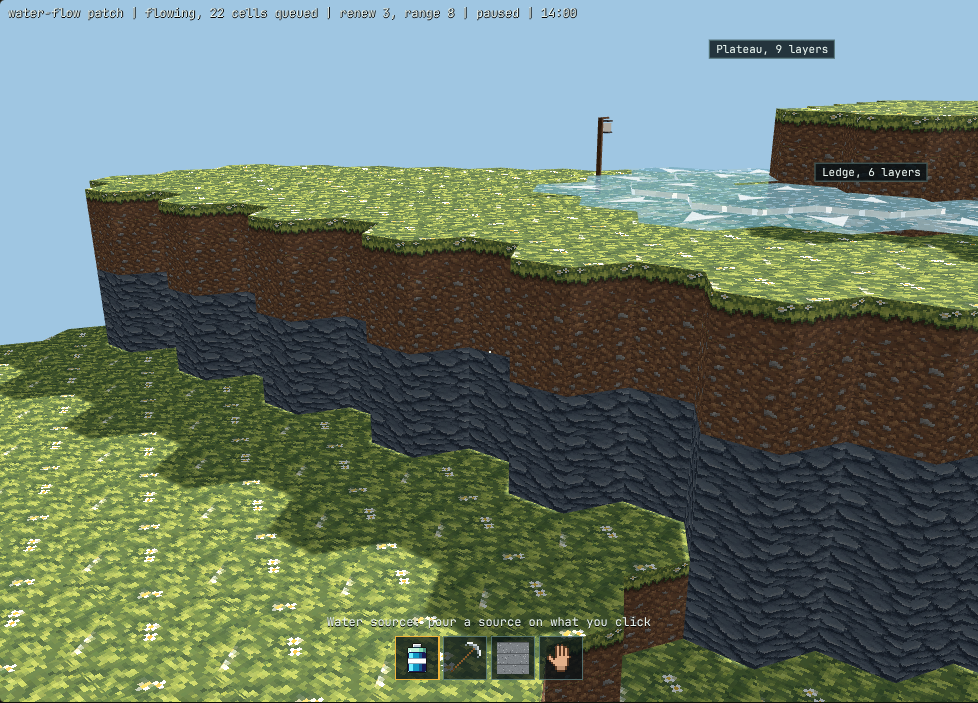 water-flow patch | flowing, 22 cells queued | renew 3, range 8 | paused | 14:00
Plateau, 9 layers
Ledge, 6 layers
Water source: pour a source on what you click